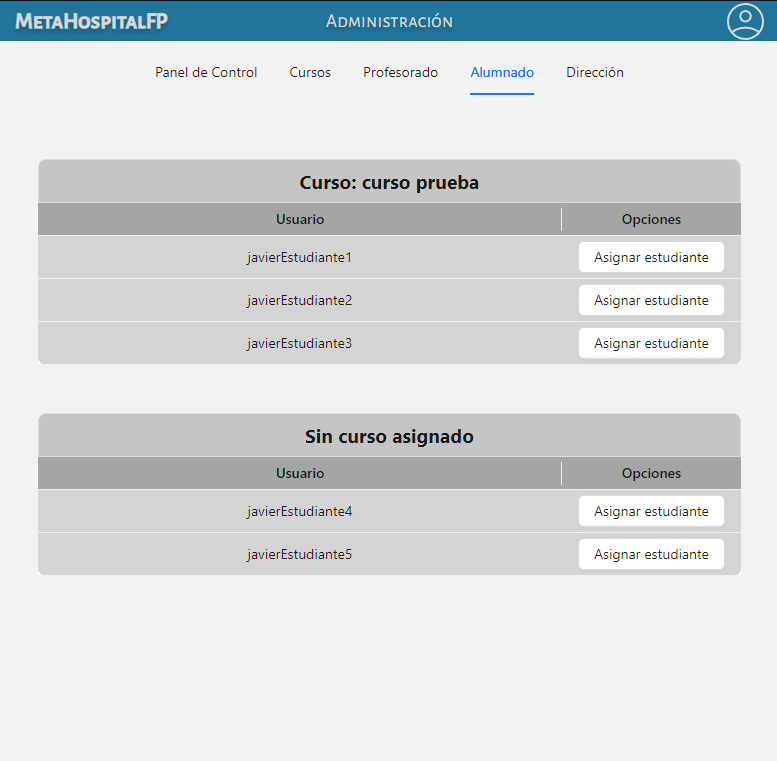 MetaHospitalFP
Administración
Panel de Control Cursos Profesorado Alumnado Dirección
Curso: curso prueba
Usuario Opciones
javierEstudiante1 Asignar estudiante
javierEstudiante2 Asignar estudiante
javierEstudiante3 Asignar estudiante
Sin curso asignado
Usuario Opciones
javierEstudiante4 Asignar estudiante
javierEstudiante5 Asignar estudiante